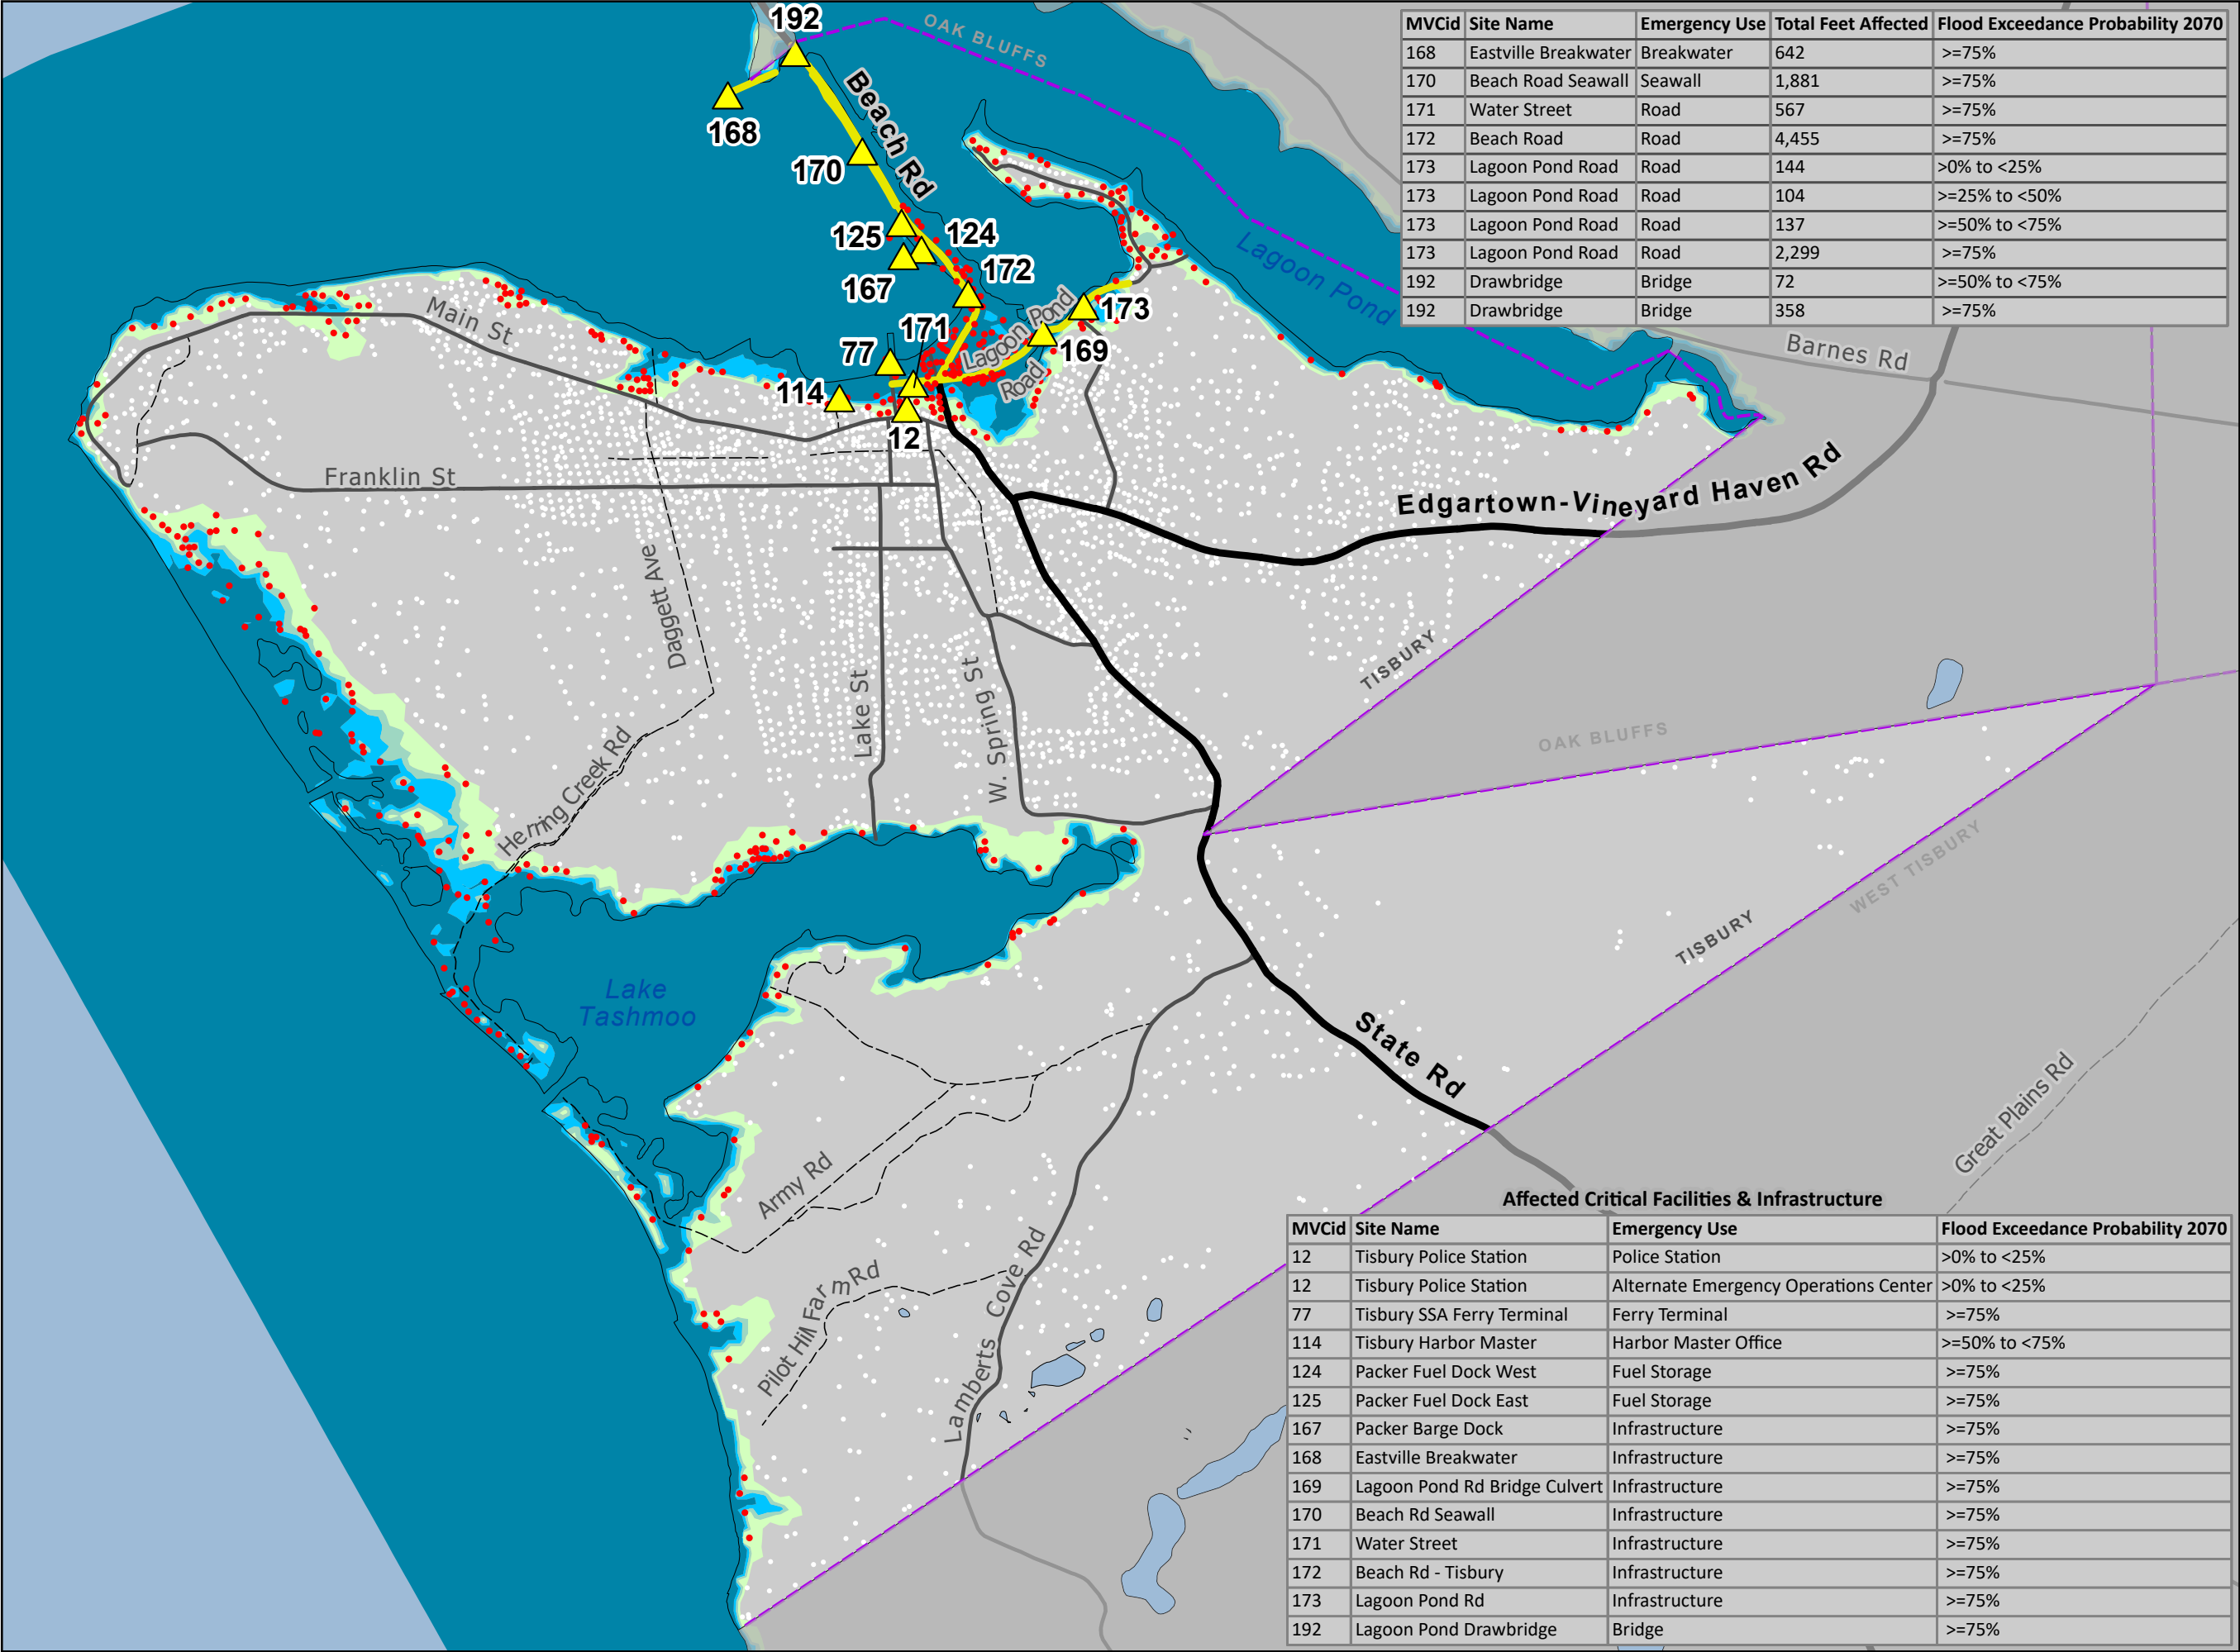 MVCid Site Name Emergency Use Total Feet Affected Flood Exceedance Probability 2070
168 Eastville Breakwater Breakwater 642 >=75%
170 Beach Road Seawall Seawall 1,881 >=75%
171 Water Street Road 567 >=75%
172 Beach Road Road 4,455 >=75%
173 Lagoon Pond Road Road 144 >0% to <25%
173 Lagoon Pond Road Road 104 >=25% to <50%
173 Lagoon Pond Road Road 137 >=50% to <75%
173 Lagoon Pond Road Road 2,299 >=75%
192 Drawbridge Bridge 72 >=50% to <75%
192 Drawbridge Bridge 358 >=75%
192
OAK BLUFFS
Beach Rd
168
170
125
124
167
172
Lagoon Pond
173
171
Lagoon Pond
Road
169
77
114
12
Main St
Barnes Rd
Franklin St
Edgartown-Vineyard Haven Rd
Daggett Ave
Lake St
W. Spring St
TISBURY
OAK BLUFFS
Herring Creek Rd
WEST TISBURY
TISBURY
Lake
Tashmoo
State Rd
Great Plains Rd
Army Rd
Pilot Hill Farm Rd
Lamberts Cove Rd
Affected Critical Facilities & Infrastructure
MVCid Site Name Emergency Use Flood Exceedance Probability 2070
12 Tisbury Police Station Police Station >0% to <25%
12 Tisbury Police Station Alternate Emergency Operations Center >0% to <25%
77 Tisbury SSA Ferry Terminal Ferry Terminal >=75%
114 Tisbury Harbor Master Harbor Master Office >=50% to <75%
124 Packer Fuel Dock West Fuel Storage >=75%
125 Packer Fuel Dock East Fuel Storage >=75%
167 Packer Barge Dock Infrastructure >=75%
168 Eastville Breakwater Infrastructure >=75%
169 Lagoon Pond Rd Bridge Culvert Infrastructure >=75%
170 Beach Rd Seawall Infrastructure >=75%
171 Water Street Infrastructure >=75%
172 Beach Rd - Tisbury Infrastructure >=75%
173 Lagoon Pond Rd Infrastructure >=75%
192 Lagoon Pond Drawbridge Bridge >=75%